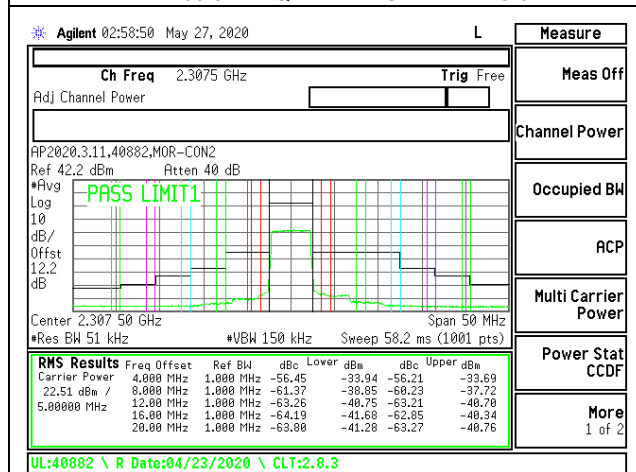 Agilent 02:58:50 May 27, 2020 L
Measure
Ch Freq 2.3075 GHz Trig Free
Meas Off
Adj Channel Power
Channel Power
AP2020.3.11,40882,MOR-CON2
Ref 42.2 dBm Atten 40 dB
#Avg
Log
10
dB/
Offst
12.2
dB
PASS LIMIT1
Occupied BW
ACP
Multi Carrier
Power
Center 2.307 50 GHz Span 50 MHz
#Res BW 51 kHz #VBW 150 kHz Sweep 58.2 ms (1001 pts)
Power Stat
CCDF
RMS Results Freq Offset Ref BW dBc Lower dBm dBc Upper dBm
Carrier Power 4.000 MHz 1.000 MHz -56.45 -33.94 -56.21 -33.69
22.51 dBm / 8.000 MHz 1.000 MHz -61.37 -38.85 -60.23 -37.72
5.00000 MHz 12.00 MHz 1.000 MHz -63.26 -40.75 -63.21 -40.70
16.00 MHz 1.000 MHz -64.19 -41.68 -62.85 -40.34
20.00 MHz 1.000 MHz -63.80 -41.28 -63.27 -40.76
More
1 of 2
UL:40882 \ R Date:04/23/2020 \ CLT:2.8.3